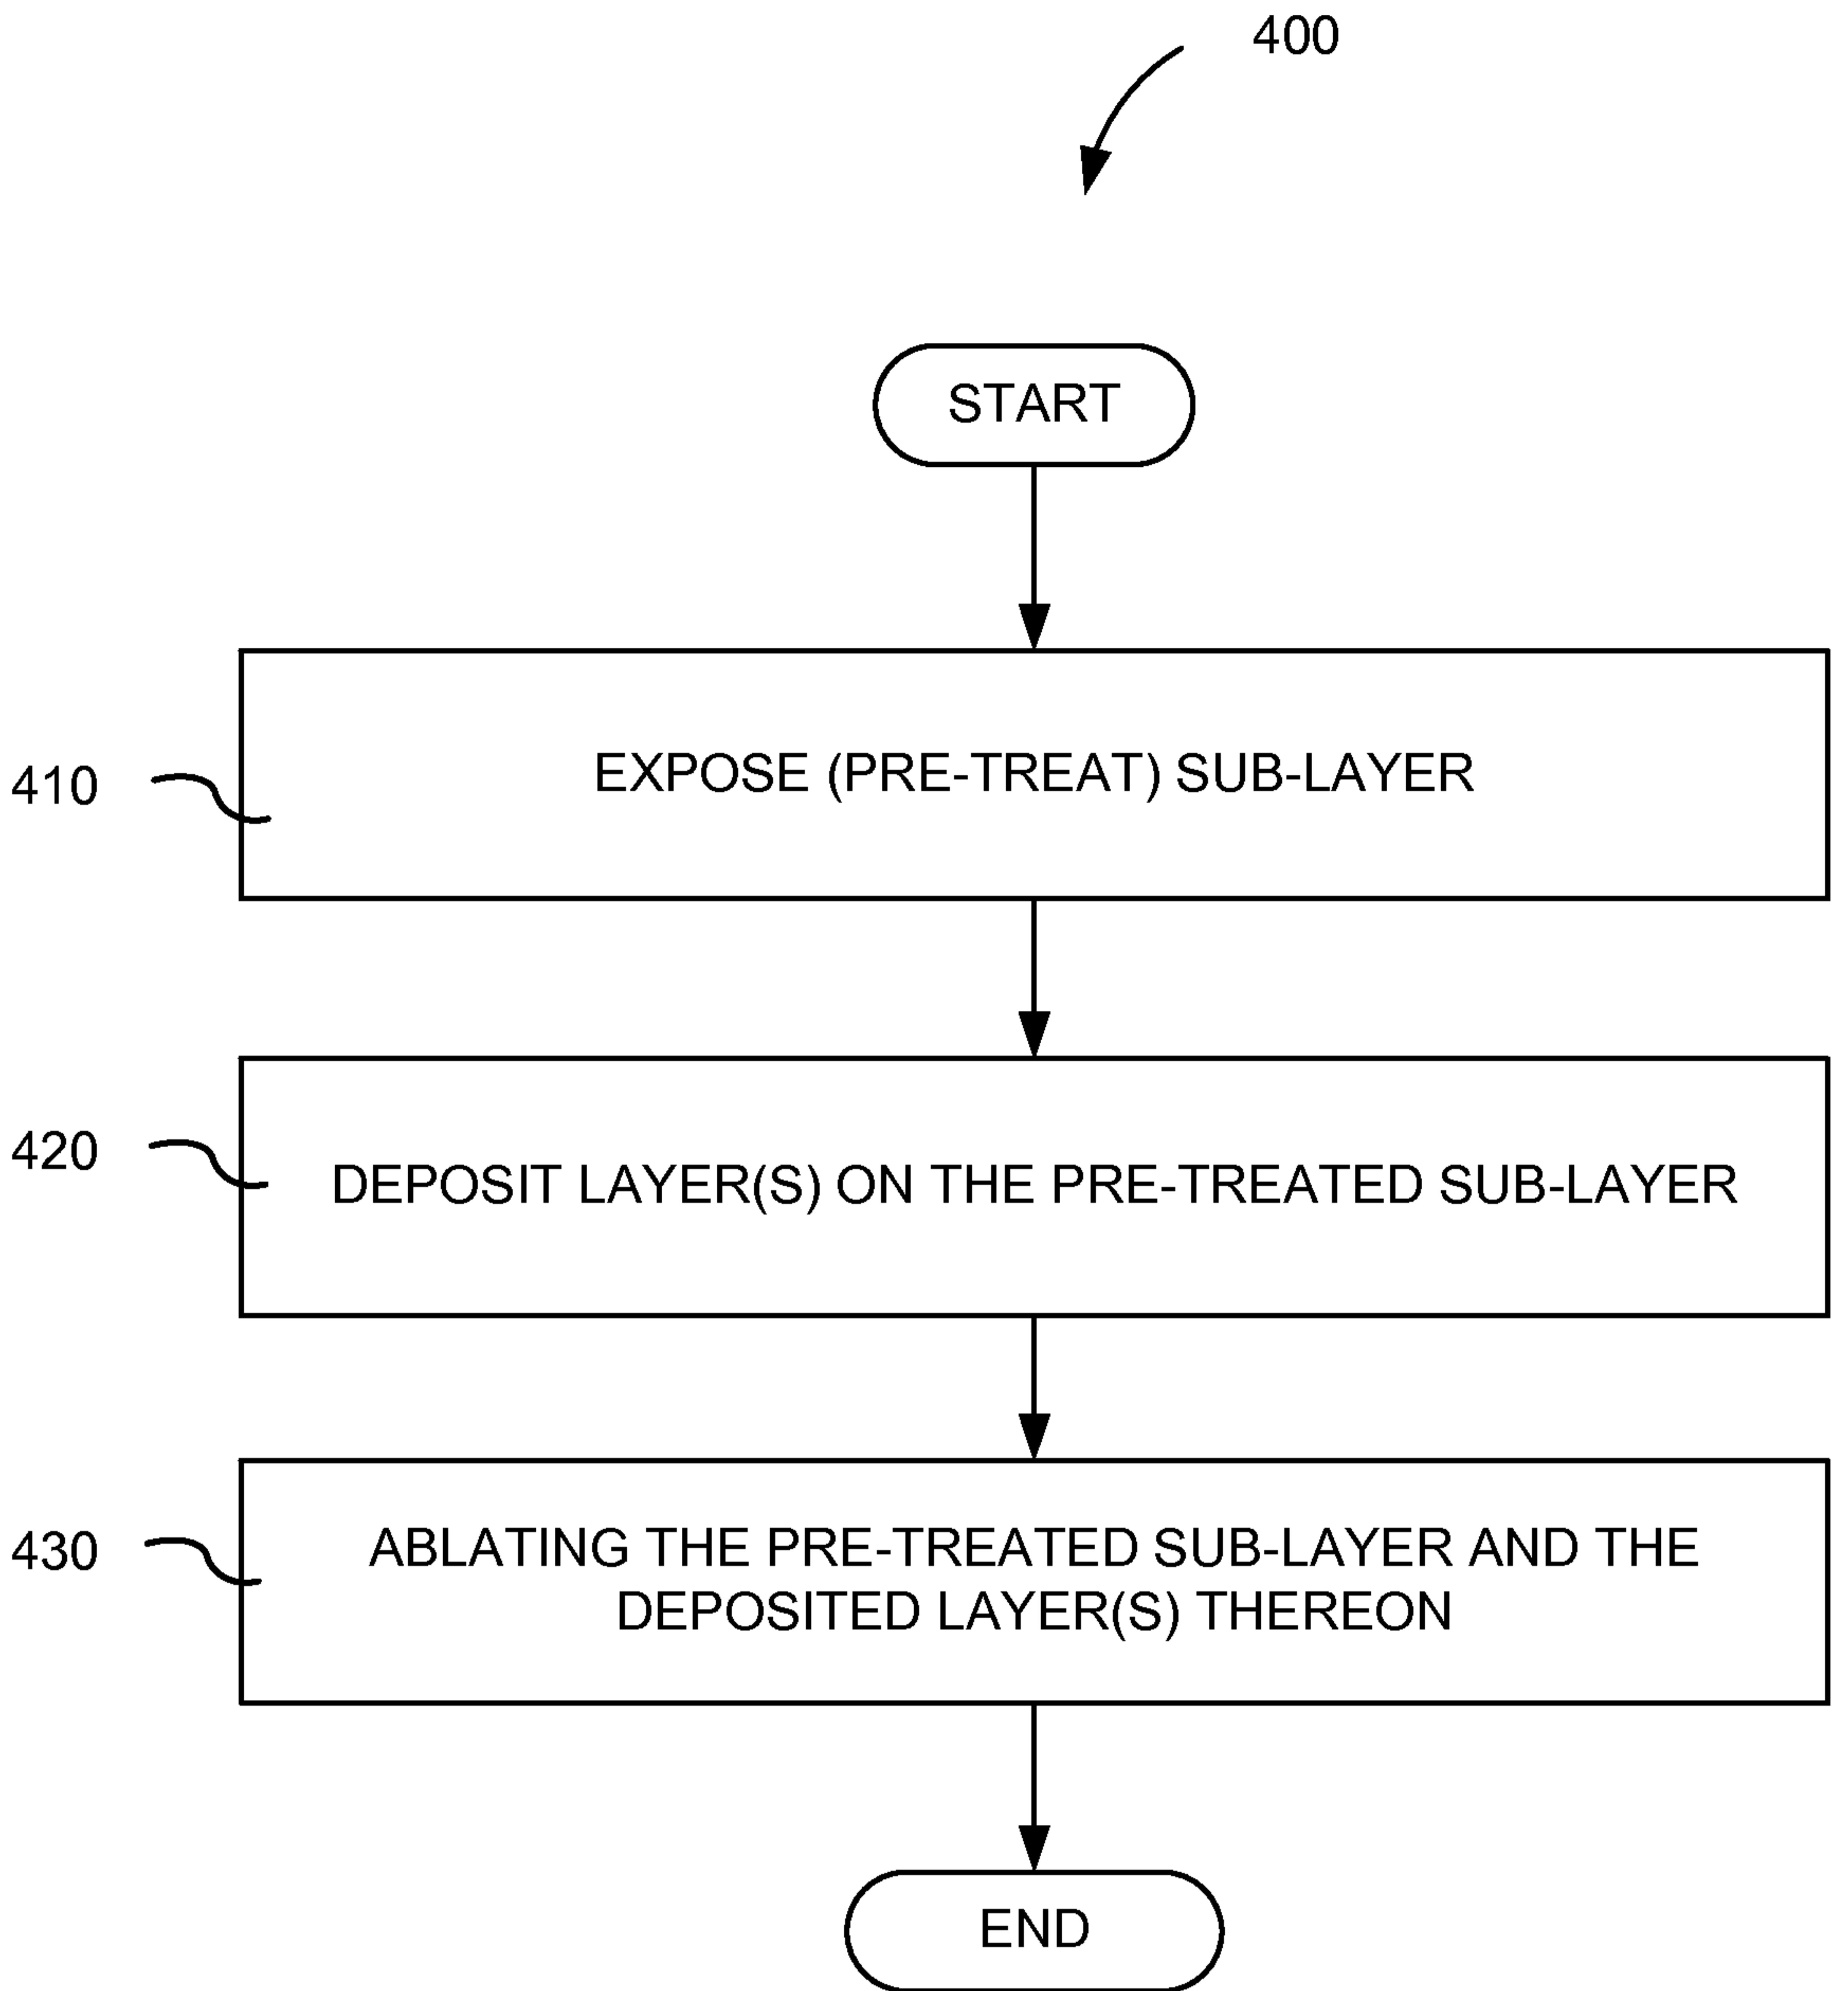 400
START
410
EXPOSE (PRE-TREAT) SUB-LAYER
420
DEPOSIT LAYER(S) ON THE PRE-TREATED SUB-LAYER
430
ABLATING THE PRE-TREATED SUB-LAYER AND THE
DEPOSITED LAYER(S) THEREON
END